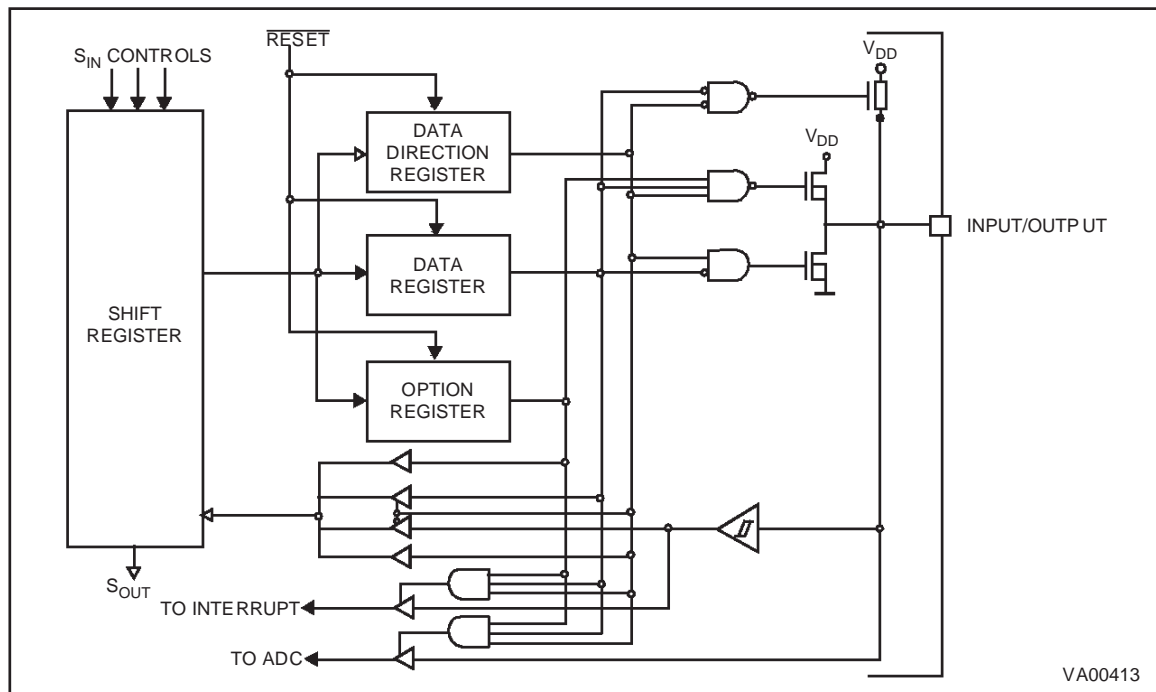 RESET
S_IN CONTROLS
V_DD
DATA
DIRECTION
REGISTER
V_DD
INPUT/OUTPUT
DATA
REGISTER
SHIFT
REGISTER
OPTION
REGISTER
S_OUT
TO INTERRUPT
TO ADC
VA00413